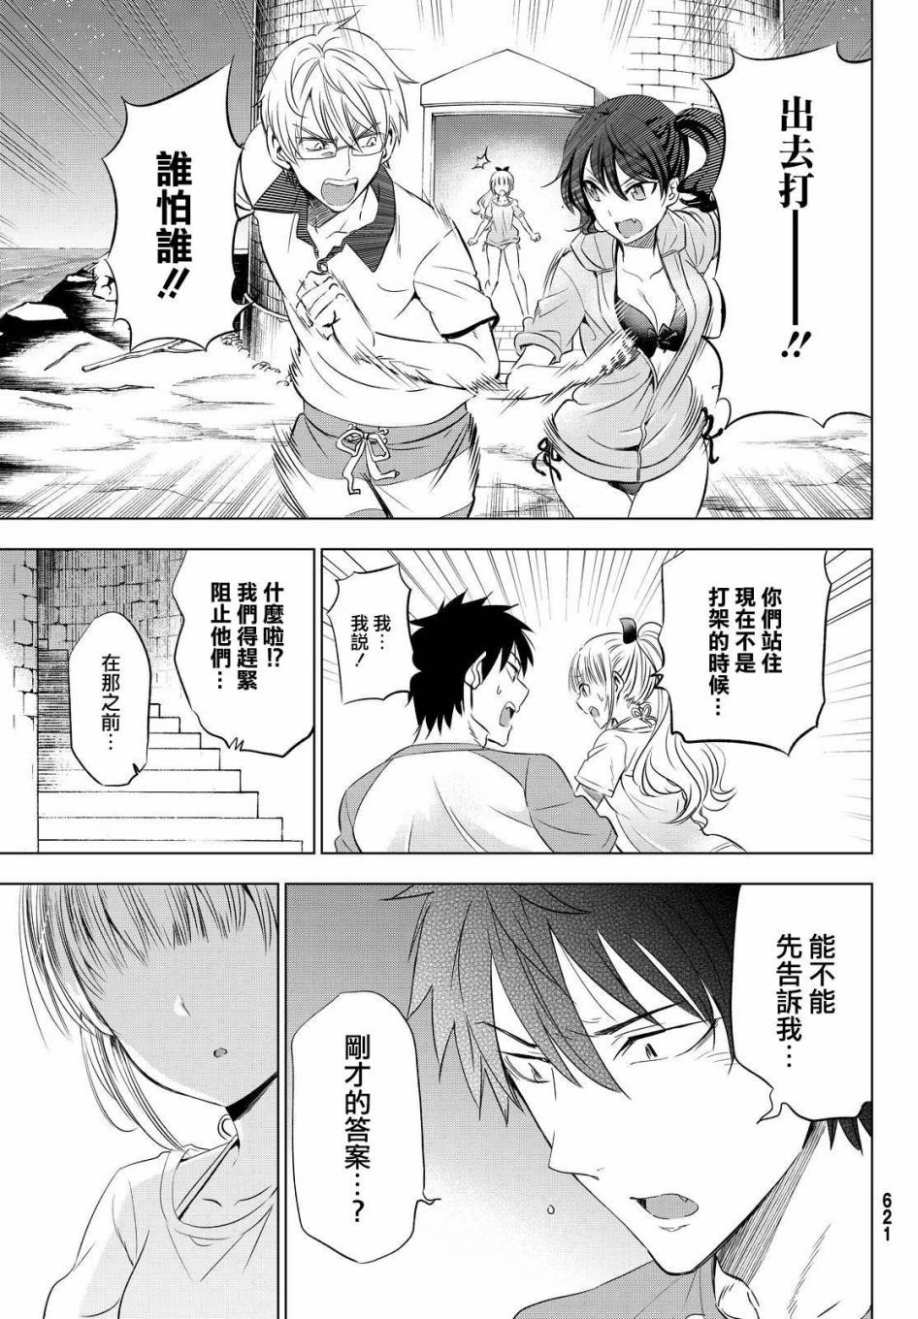 出去打——!!
誰怕誰!!
你們站住
現在不是
打架的時候…
我…
我說！
什麼啦!?
我們得趕緊
阻止他們…
在那之前…
能不能
先告訴我…
剛才的答案…？
621